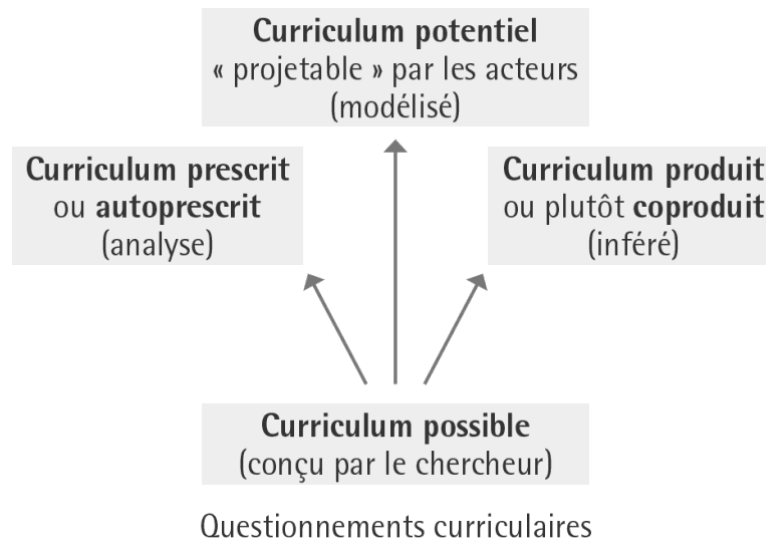 Curriculum potentiel
« projetable » par les acteurs
(modélisé)
Curriculum prescrit
ou autoprescrit
(analyse)
Curriculum produit
ou plutôt coproduit
(inféré)
Curriculum possible
(conçu par le chercheur)
Questionnements curriculaires